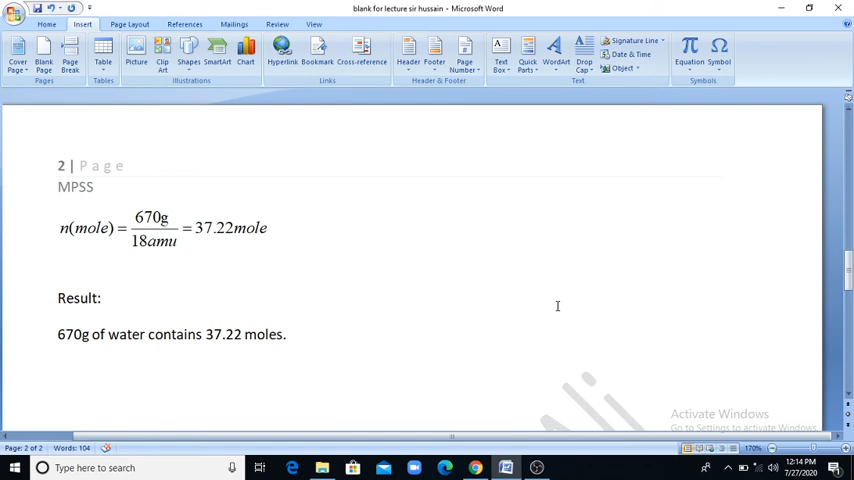 blank for lecture sir hussain - Microsoft Word
Home Insert Page Layout References Mailings Review View
Cover Page Blank Page Page Break Table Picture Clip Art Shapes SmartArt Chart Hyperlink Bookmark Cross-reference Header Footer Page Number Text Box Quick Parts WordArt Drop Cap Signature Line Date & Time Object Equation Symbol
Pages Tables Illustrations Links Header & Footer Text Symbols
2 | Page
MPSS
n(mole) = 670g / 18amu = 37.22mole
Result:
670g of water contains 37.22 moles.
Ali
Activate Windows
Go to Settings to activate Windows.
Page: 2 of 2 Words: 104 170%
Type here to search 12:14 PM
7/27/2020